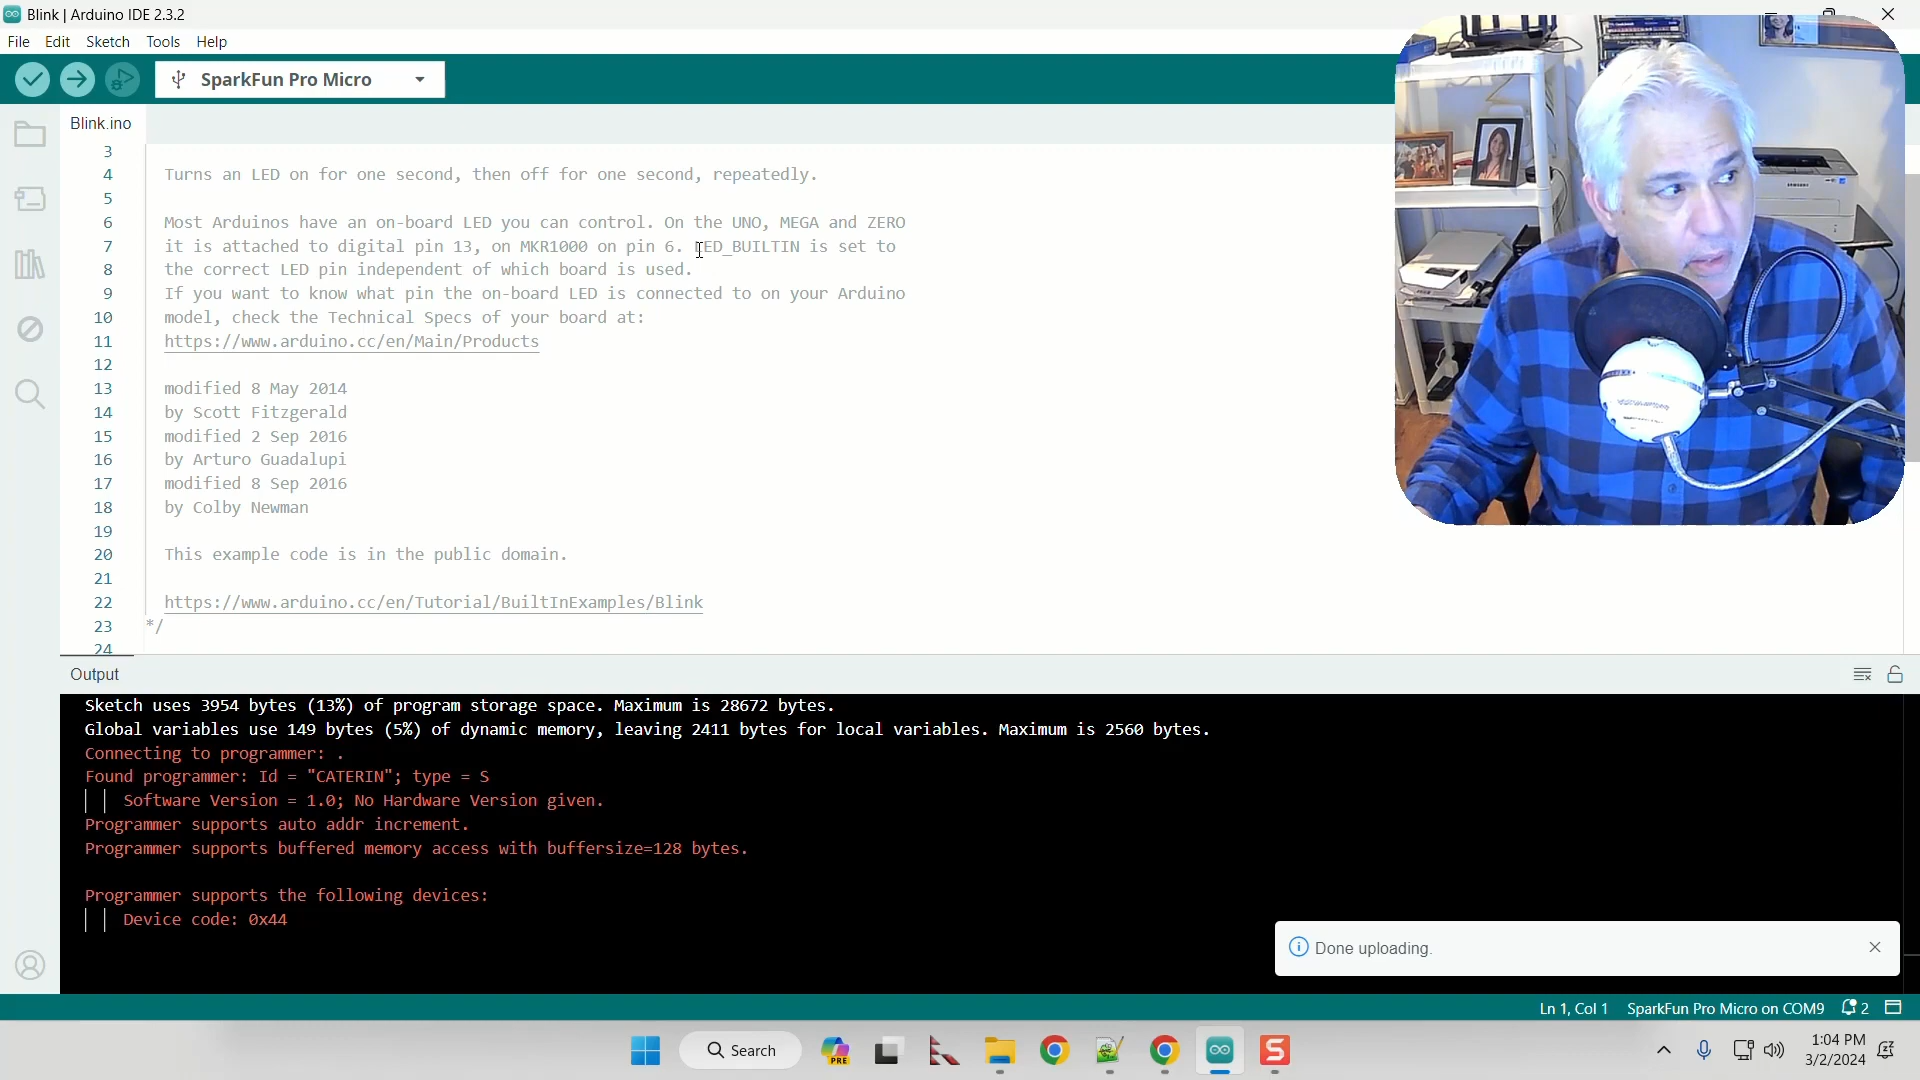 Blink | Arduino IDE 2.3.2
File Edit Sketch Tools Help
SparkFun Pro Micro
Blink.ino
3
4 Turns an LED on for one second, then off for one second, repeatedly.
5
6 Most Arduinos have an on-board LED you can control. On the UNO, MEGA and ZERO
7 it is attached to digital pin 13, on MKR1000 on pin 6. LED_BUILTIN is set to
8 the correct LED pin independent of which board is used.
9 If you want to know what pin the on-board LED is connected to on your Arduino
10 model, check the Technical Specs of your board at:
11 https://www.arduino.cc/en/Main/Products
12
13 modified 8 May 2014
14 by Scott Fitzgerald
15 modified 2 Sep 2016
16 by Arturo Guadalupi
17 modified 8 Sep 2016
18 by Colby Newman
19
20 This example code is in the public domain.
21
22 https://www.arduino.cc/en/Tutorial/BuiltInExamples/Blink
23 */
24
Output
Sketch uses 3954 bytes (13%) of program storage space. Maximum is 28672 bytes.
Global variables use 149 bytes (5%) of dynamic memory, leaving 2411 bytes for local variables. Maximum is 2560 bytes.
Connecting to programmer: .
Found programmer: Id = "CATERIN"; type = S
Software Version = 1.0; No Hardware Version given.
Programmer supports auto addr increment.
Programmer supports buffered memory access with buffersize=128 bytes.
Programmer supports the following devices:
Device code: 0x44
Done uploading.
Ln 1, Col 1 SparkFun Pro Micro on COM9 2
Search
PRE
S
1:04 PM
3/2/2024